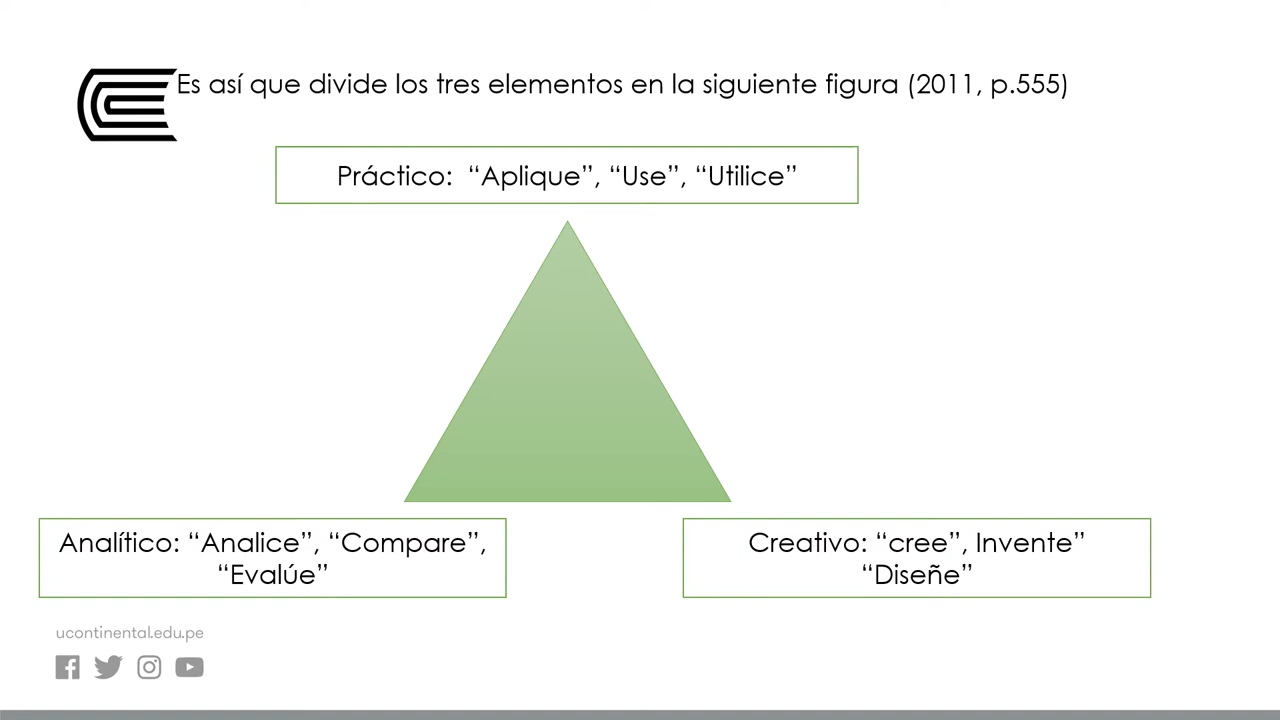 Es así que divide los tres elementos en la siguiente figura (2011, p.555)
Práctico:  “Aplique”, “Use”, “Utilice”
Analítico: “Analice”, “Compare”,
“Evalúe”
Creativo: “cree”, Invente”
“Diseñe”
ucontinental.edu.pe